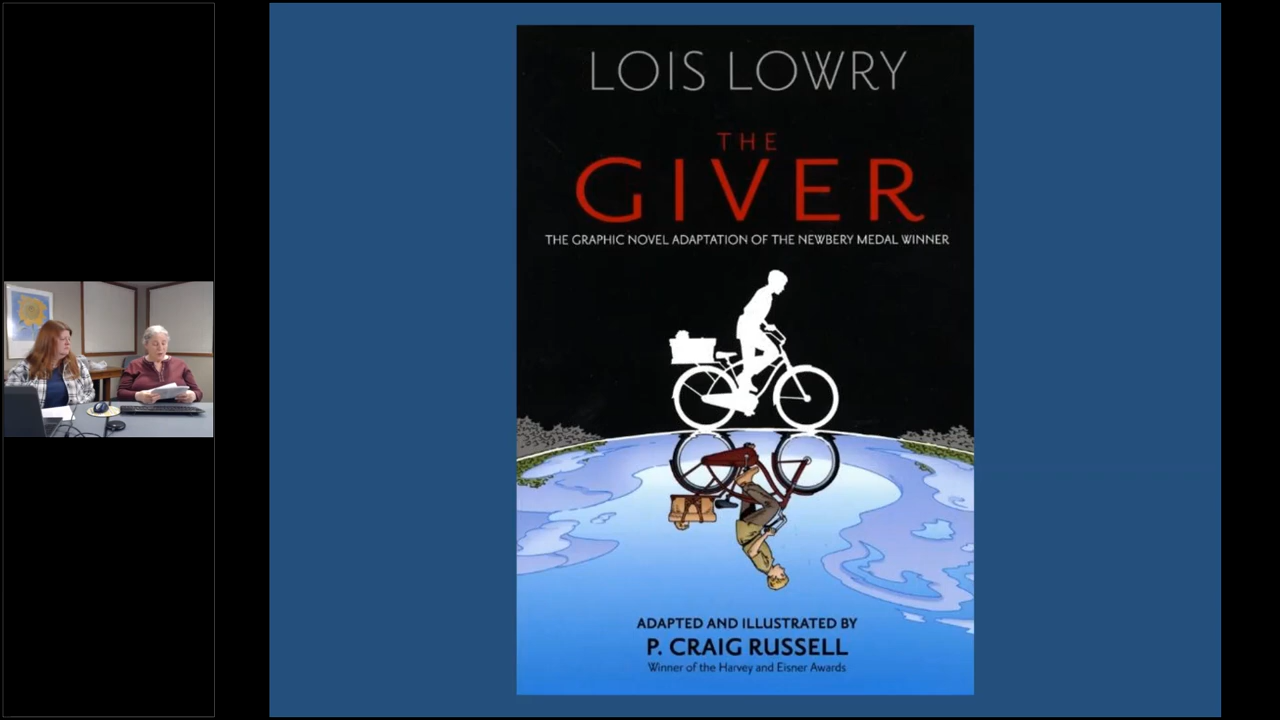 LOIS LOWRY
THE
GIVER
THE GRAPHIC NOVEL ADAPTATION OF THE NEWBERY MEDAL WINNER
ADAPTED AND ILLUSTRATED BY
P. CRAIG RUSSELL
Winner of the Harvey and Eisner Awards